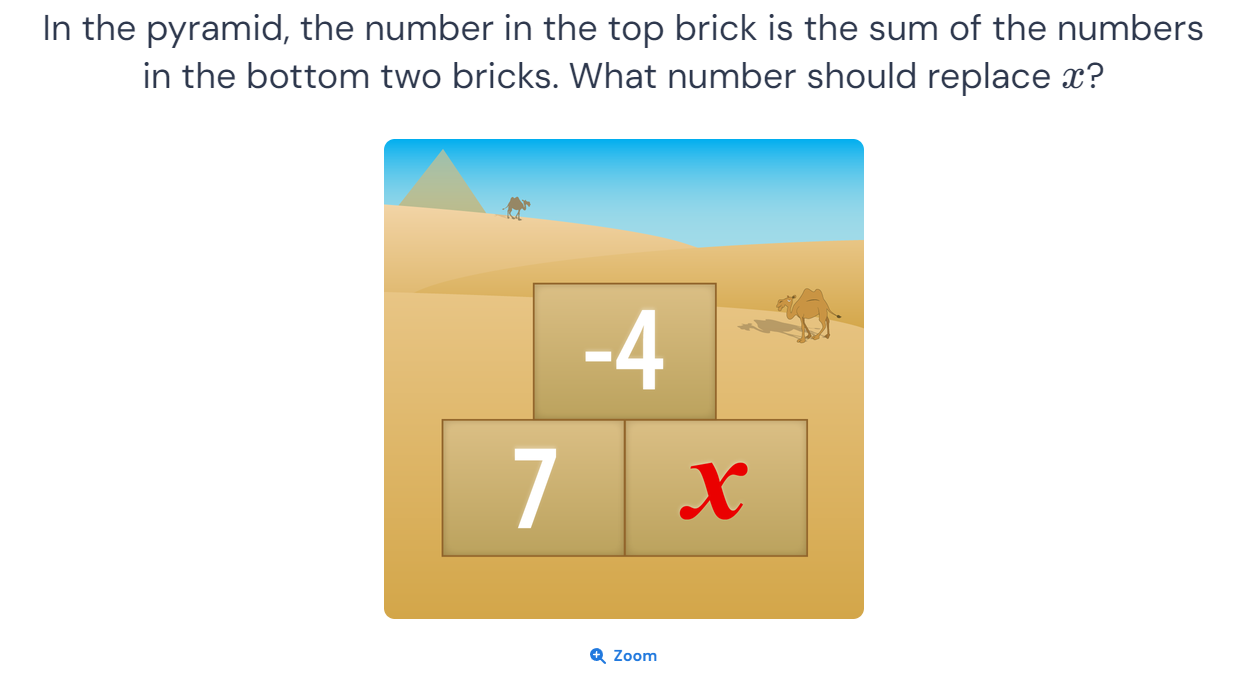 In the pyramid, the number in the top brick is the sum of the numbers
in the bottom two bricks. What number should replace x?
-4
7 x
Zoom